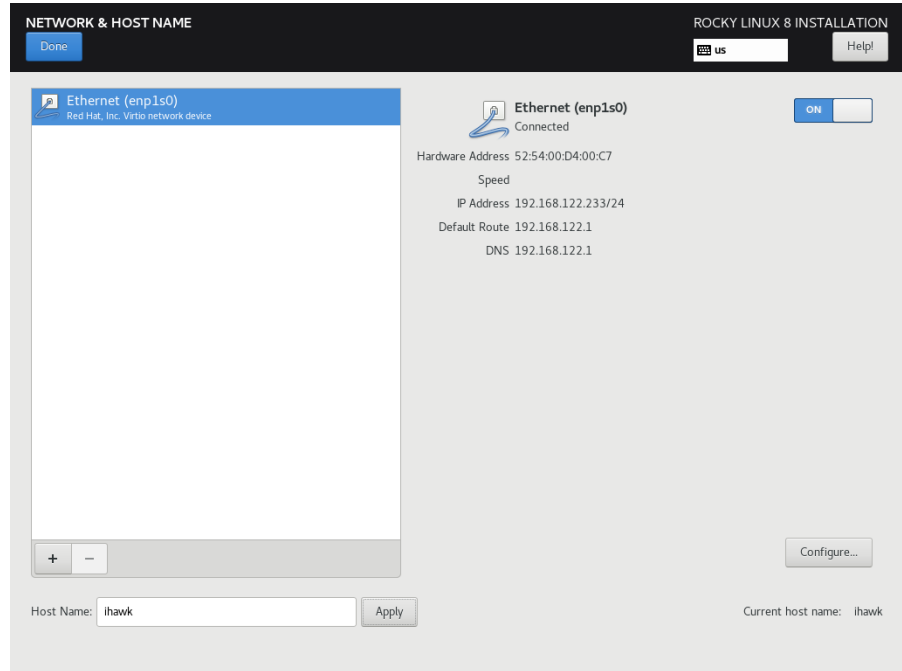 NETWORK & HOST NAME
ROCKY LINUX 8 INSTALLATION
Done
us
Help!
Ethernet (enp1s0)
Red Hat, Inc. Virtio network device
Ethernet (enp1s0)
Connected
ON
Hardware Address 52:54:00:D4:00:C7
Speed
IP Address 192.168.122.233/24
Default Route 192.168.122.1
DNS 192.168.122.1
+ −
Configure...
Host Name: ihawk Apply
Current host name: ihawk